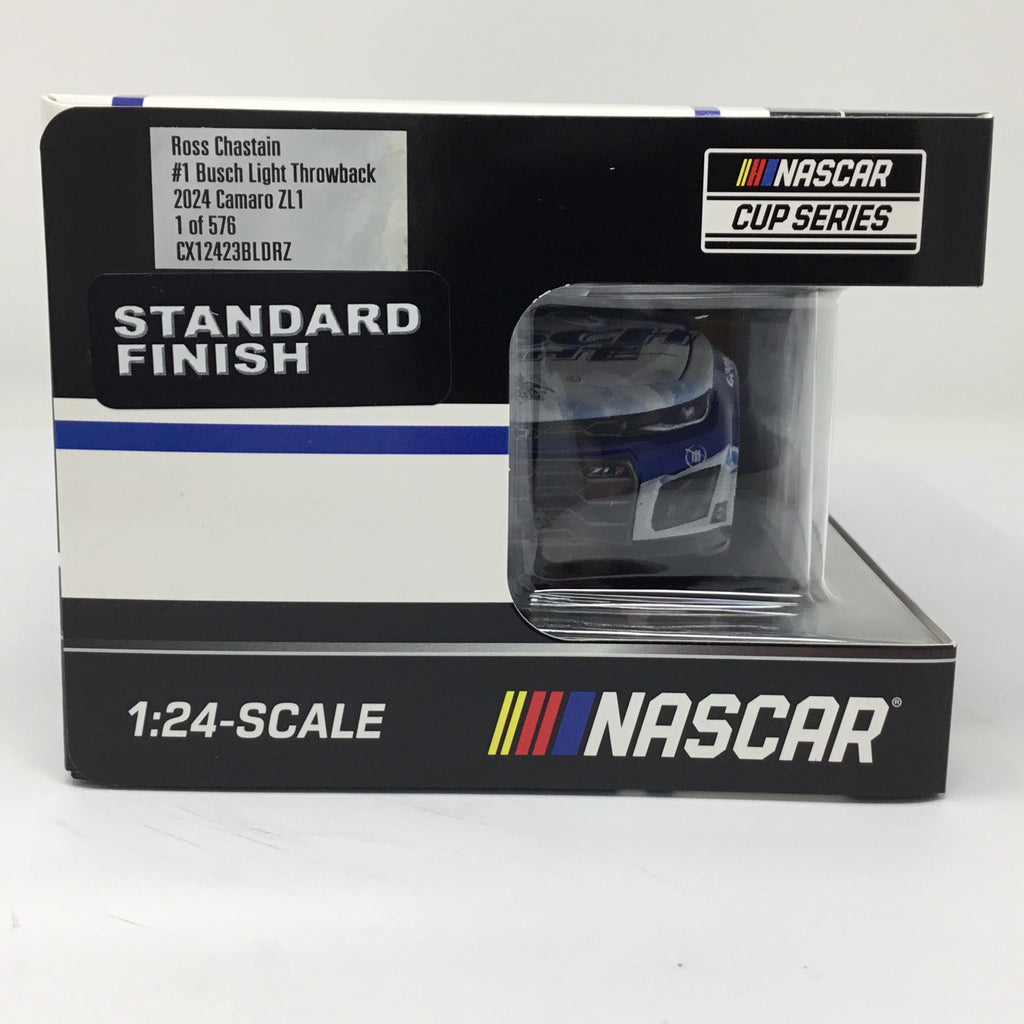 Ross Chastain
#1 Busch Light Throwback
2024 Camaro ZL1
1 of 576
CX12423BLDRZ
NASCAR
CUP SERIES
STANDARD
FINISH
ZL1
1:24-SCALE
NASCAR®